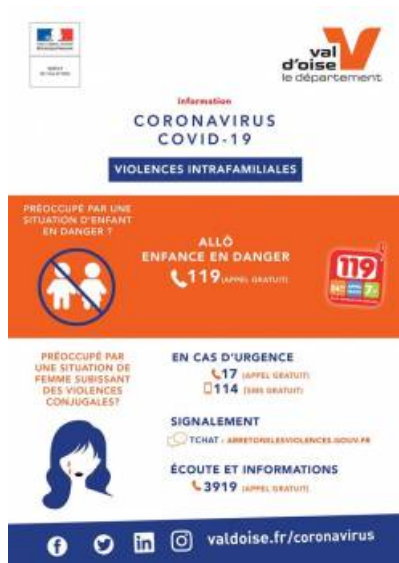 val
d'oise
le département
information
CORONAVIRUS
COVID-19
VIOLENCES INTRAFAMILIALES
PRÉOCCUPÉ PAR UNE
SITUATION D'ENFANT
EN DANGER ?
ALLÔ
ENFANCE EN DANGER
119 (APPEL GRATUIT)
119
PRÉOCCUPÉ PAR
UNE SITUATION DE
FEMME SUBISSANT
DES VIOLENCES
CONJUGALES?
EN CAS D'URGENCE
17 (APPEL GRATUIT)
114 (SMS GRATUIT)
SIGNALEMENT
TCHAT : ARRETONSLESVIOLENCES.GOUV.FR
ÉCOUTE ET INFORMATIONS
3919 (APPEL GRATUIT)
valdoise.fr/coronavirus